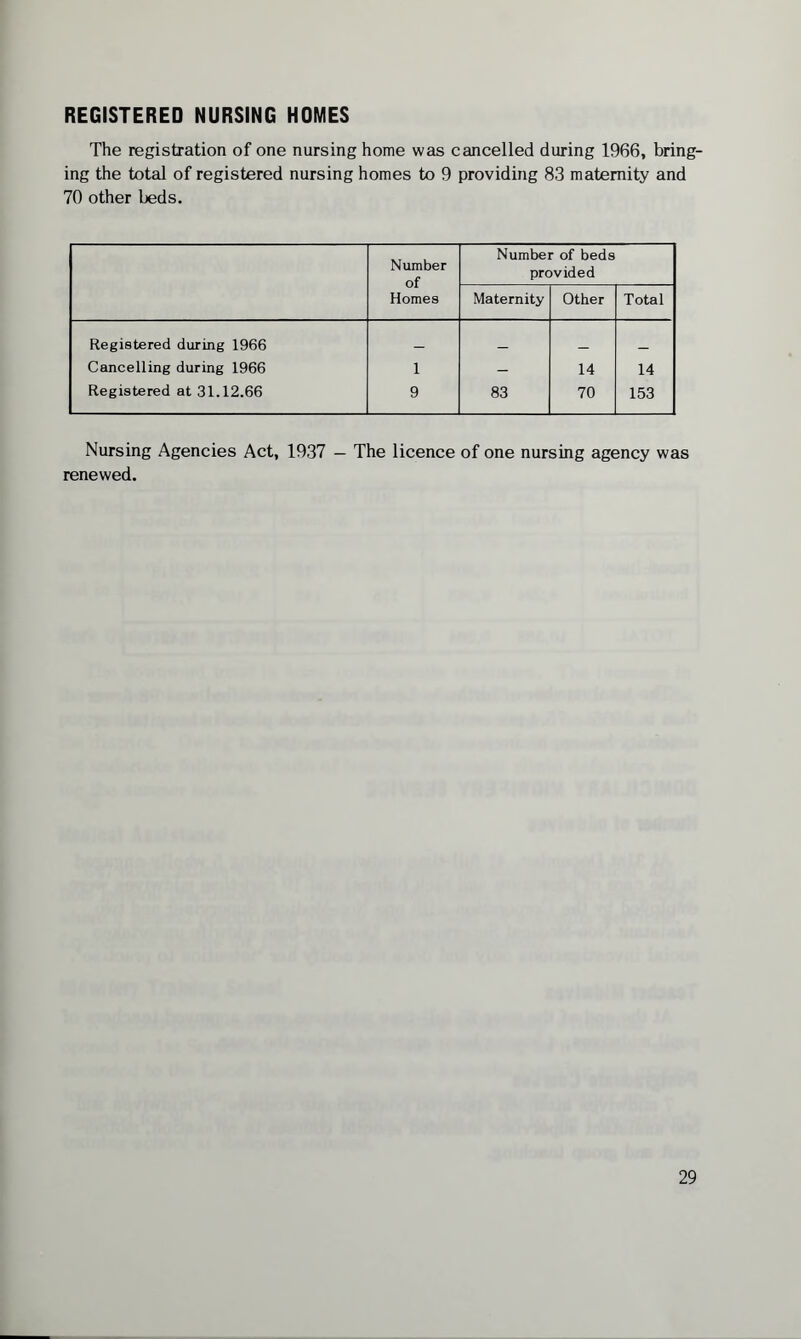 REGISTERED NURSING HOMES
The registration of one nursing home was cancelled during 1966, bring-
ing the total of registered nursing homes to 9 providing 83 maternity and
70 other beds.
Number of Homes | Number of beds provided
Maternity | Other | Total
Registered during 1966 | — | — | — | —
Cancelling during 1966 | 1 | — | 14 | 14
Registered at 31.12.66 | 9 | 83 | 70 | 153
Nursing Agencies Act, 1937 — The licence of one nursing agency was
renewed.
29